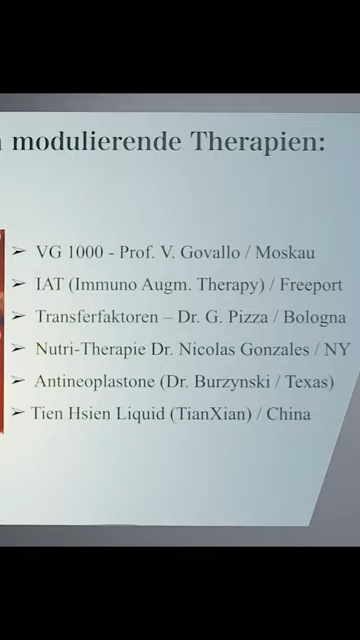 modulierende Therapien:
➢ VG 1000 - Prof. V. Govallo / Moskau
➢ IAT (Immuno Augm. Therapy) / Freeport
➢ Transferfaktoren – Dr. G. Pizza / Bologna
➢ Nutri-Therapie Dr. Nicolas Gonzales / NY
➢ Antineoplastone (Dr. Burzynski / Texas)
➢ Tien Hsien Liquid (TianXian) / China